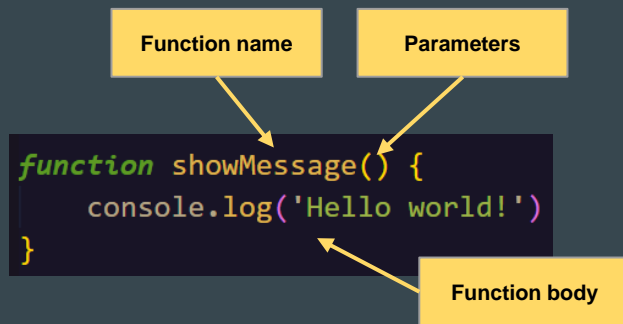 Function name
Parameters
function showMessage() {
    console.log('Hello world!')
}
Function body